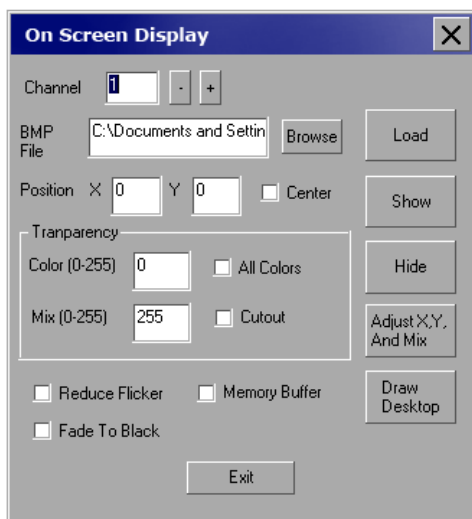 On Screen Display
Channel 1 - +
BMP File C:\Documents and Settin Browse Load
Position X 0 Y 0 Center Show
Tranparency
Color (0-255) 0 All Colors Hide
Mix (0-255) 255 Cutout Adjust X,Y, And Mix
Reduce Flicker Memory Buffer Draw Desktop
Fade To Black
Exit